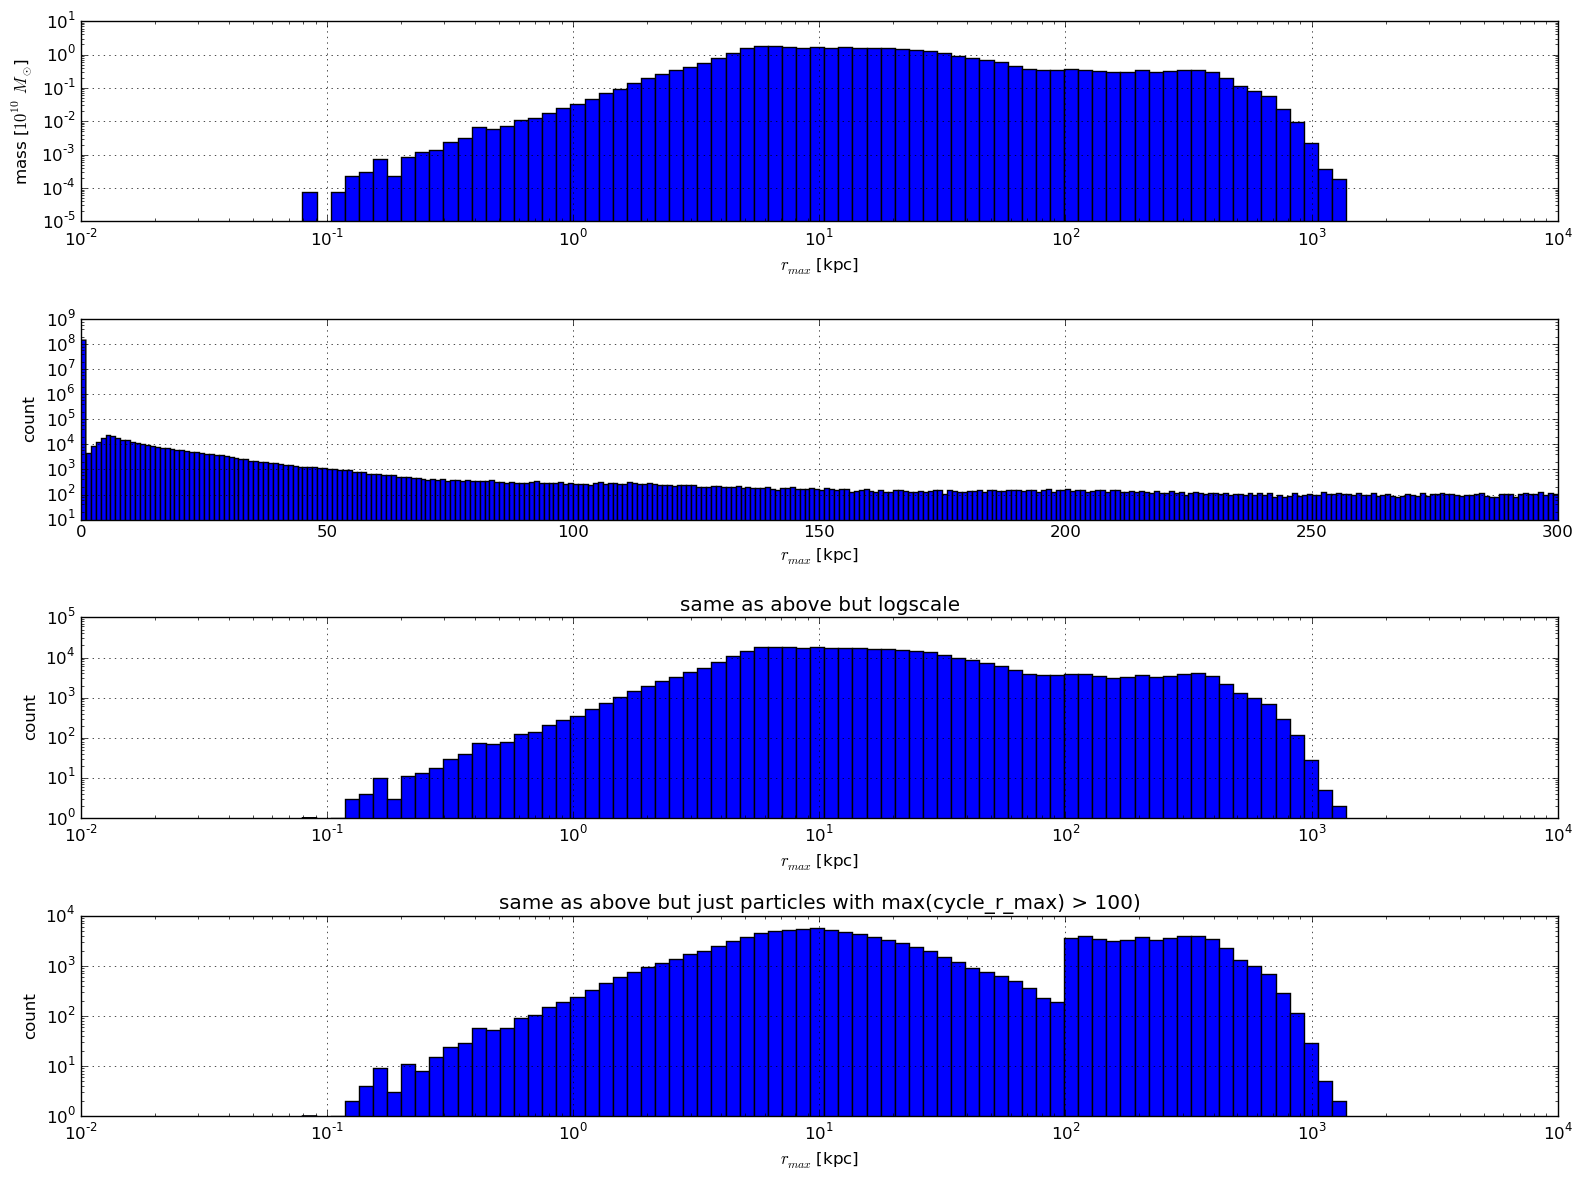 10^1
10^0
10^-1
10^-2
10^-3
10^-4
10^-5
mass [10^10 M_⊙]
10^-2 10^-1 10^0 10^1 10^2 10^3 10^4
r_max [kpc]
10^9
10^8
10^7
10^6
10^5
10^4
10^3
10^2
10^1
count
0 50 100 150 200 250 300
r_max [kpc]
same as above but logscale
10^5
10^4
10^3
10^2
10^1
10^0
count
10^-2 10^-1 10^0 10^1 10^2 10^3 10^4
r_max [kpc]
same as above but just particles with max(cycle_r_max) > 100)
10^4
10^3
10^2
10^1
10^0
count
10^-2 10^-1 10^0 10^1 10^2 10^3 10^4
r_max [kpc]